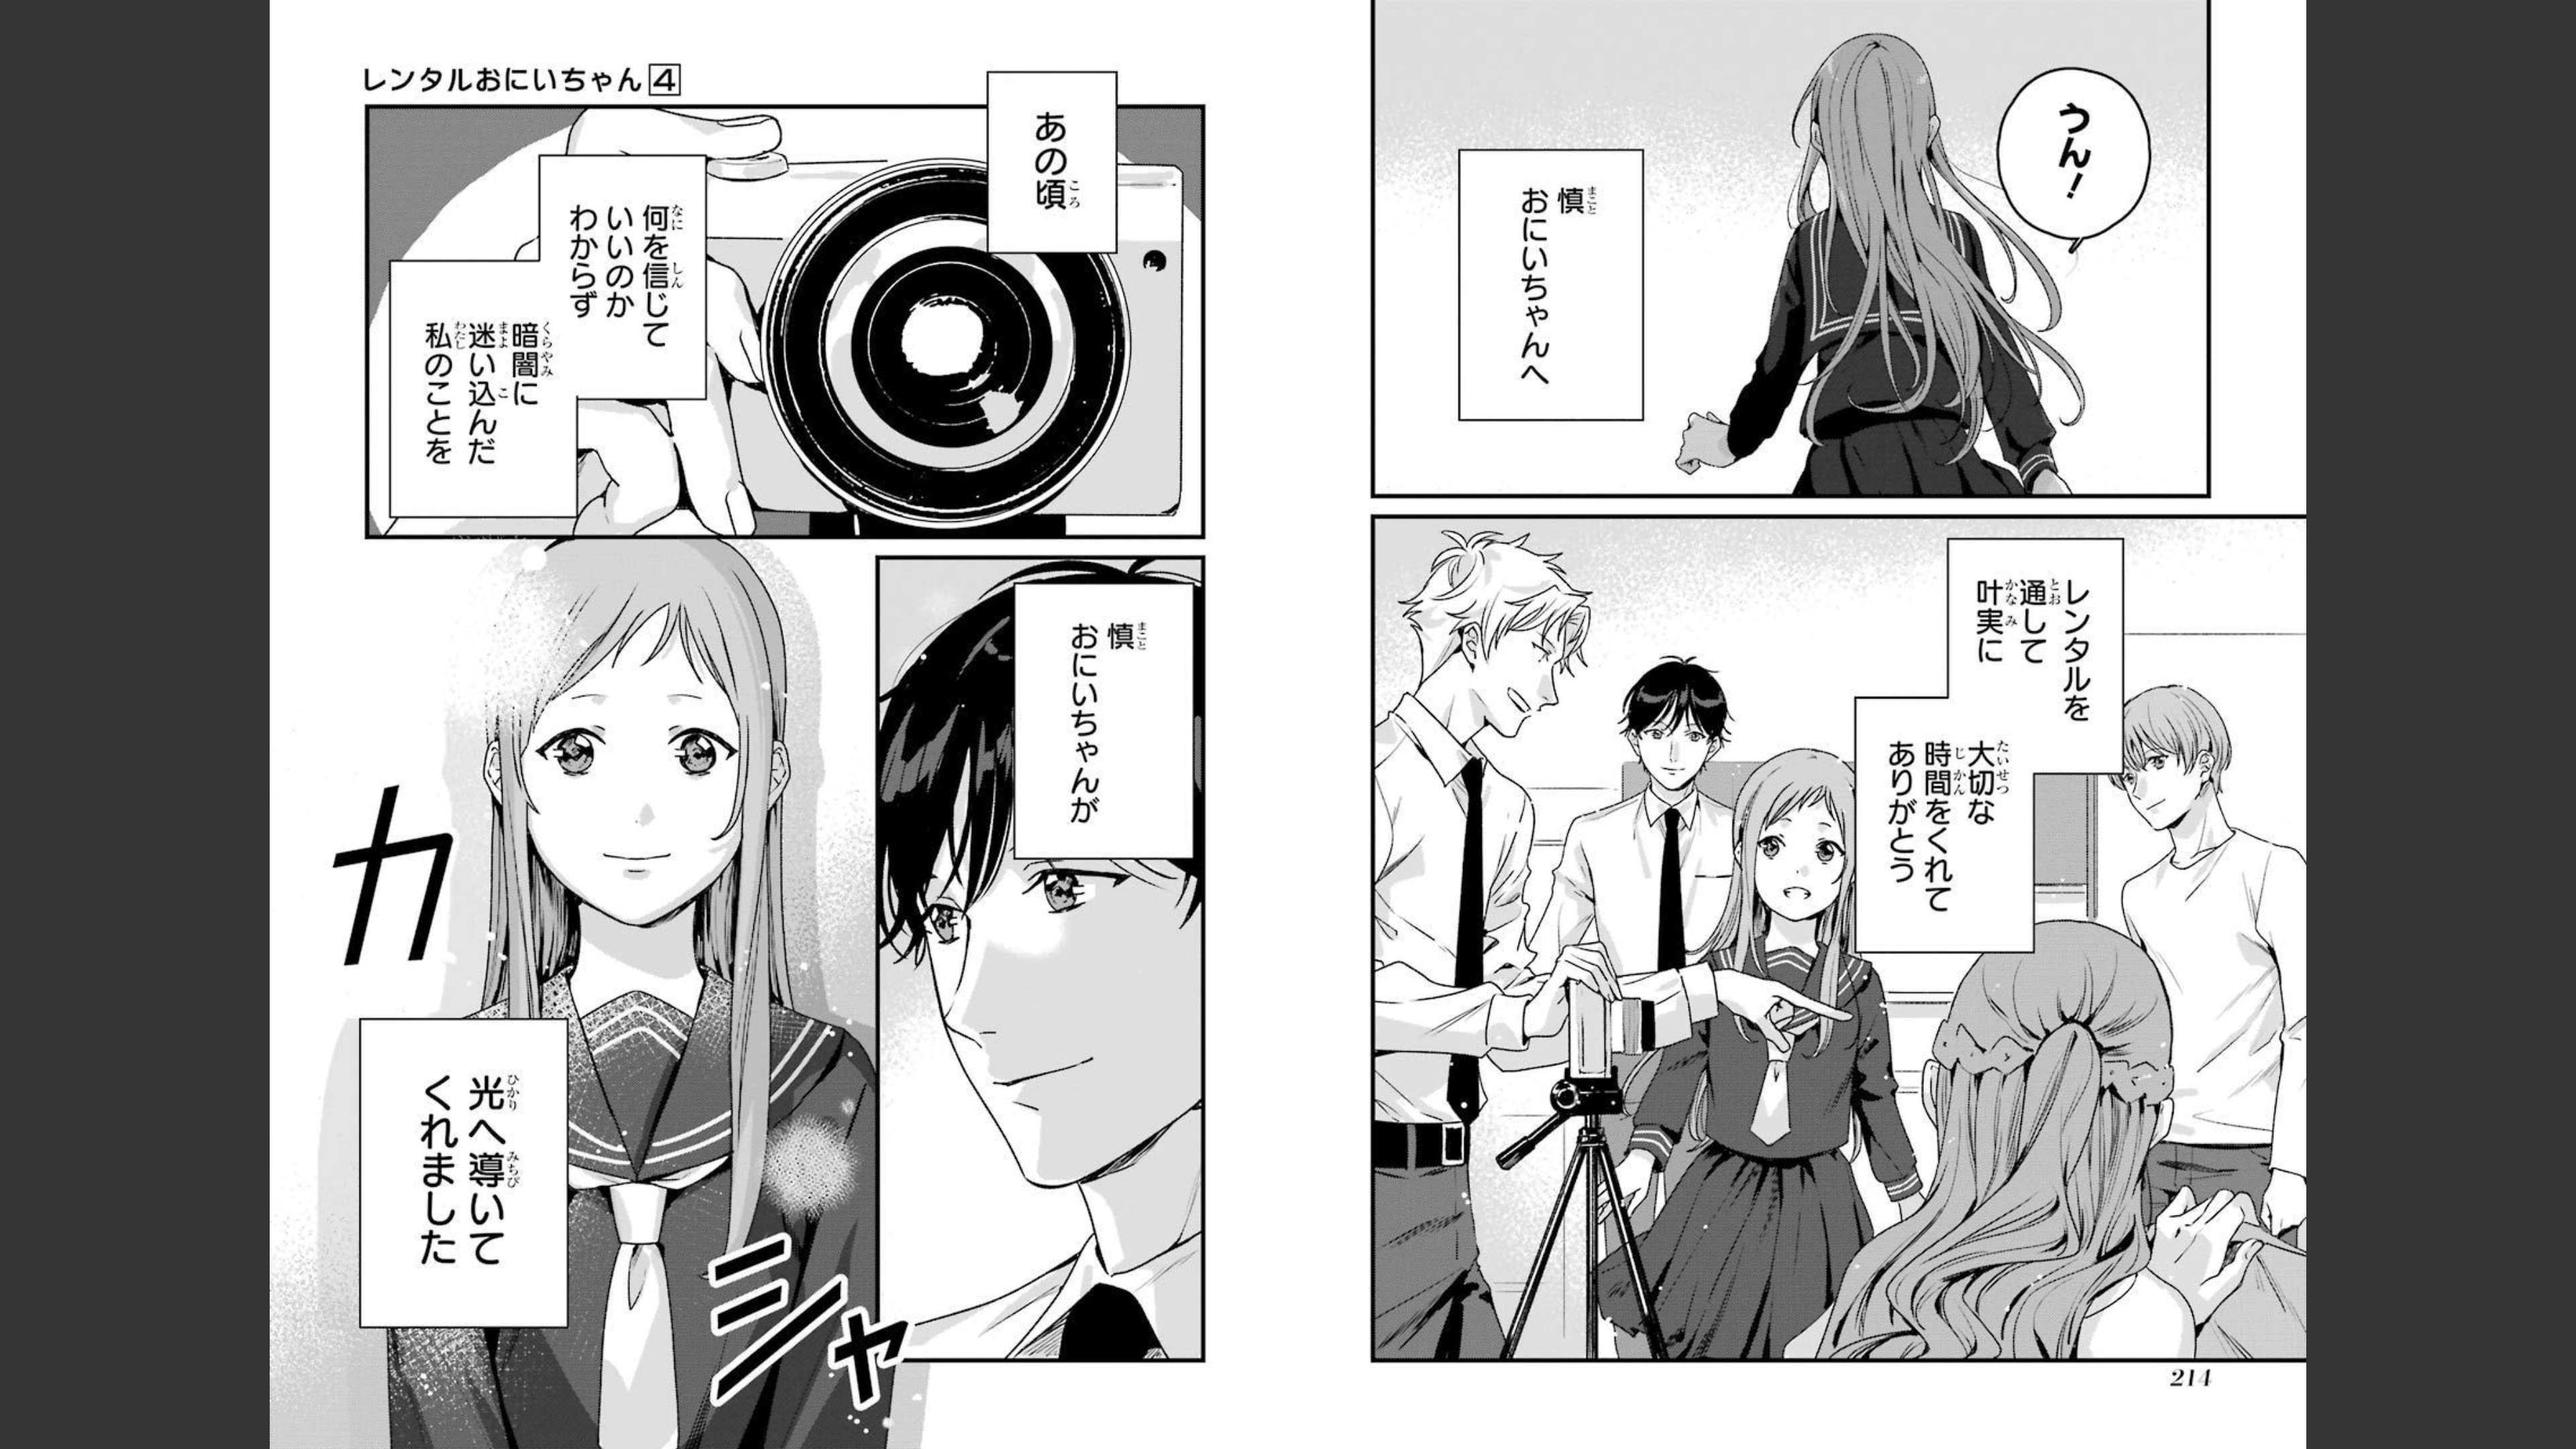 うん！
慎
おにいちゃんへ
レンタルを
通して
叶実に
大切な
時間をくれて
ありがとう
214
レンタルおにいちゃん4
あの頃
何を信じて
いいのか
わからず
暗闇に
迷い込んだ
私のことを
慎
おにいちゃんが
カ
シャ
光へ導いて
くれました